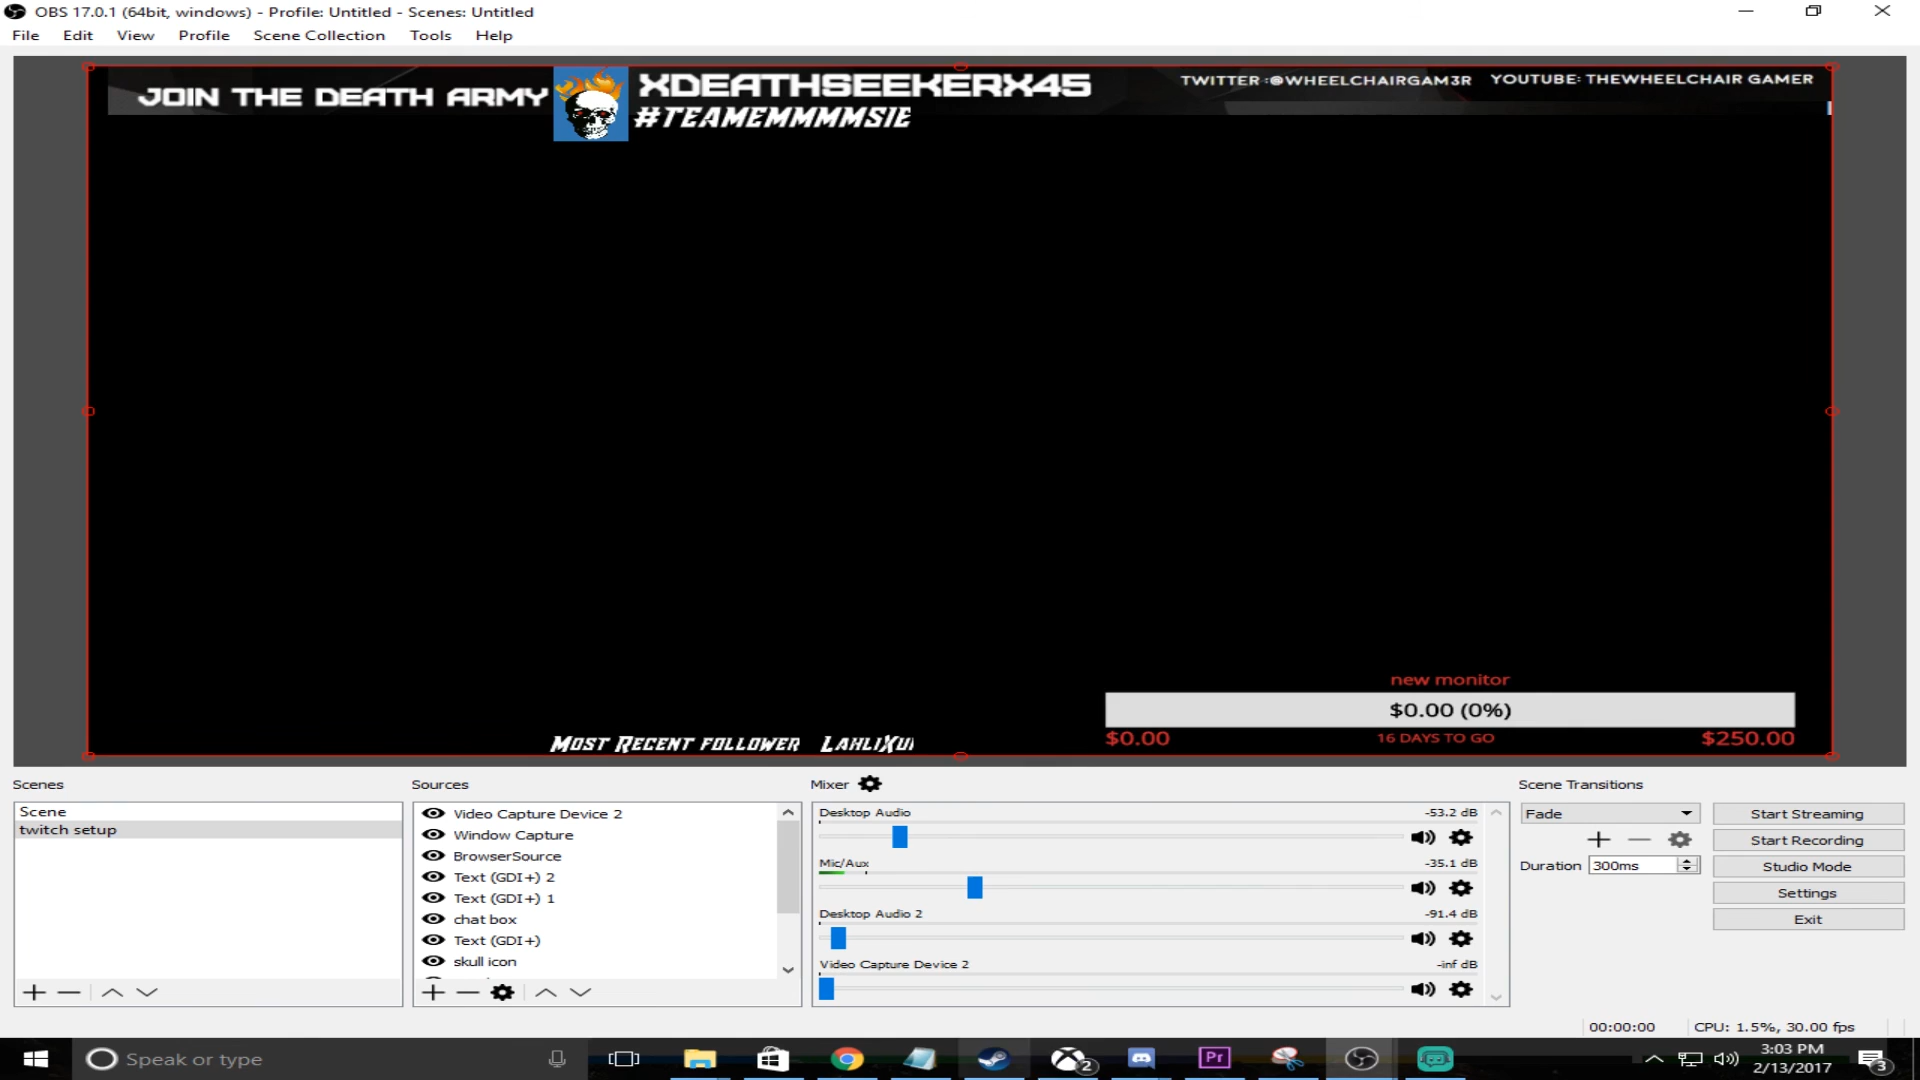 OBS 17.0.1 (64bit, windows) - Profile: Untitled - Scenes: Untitled
File Edit View Profile Scene Collection Tools Help
JOIN THE DEATH ARMY
XDEATHSEEKERX45
#TEAMEMMMMSIE
TWITTER :@WHEELCHAIRGAM3R YOUTUBE: THEWHEELCHAIR GAMER
new monitor
$0.00 (0%)
$0.00 16 DAYS TO GO $250.00
MOST RECENT FOLLOWER
Scenes
Scene
twitch setup
Sources
Video Capture Device 2
Window Capture
BrowserSource
Text (GDI+) 2
Text (GDI+) 1
chat box
Text (GDI+)
skull icon
Mixer
Desktop Audio -53.2 dB
Mic/Aux -35.1 dB
Desktop Audio 2 -91.4 dB
Video Capture Device 2 -inf dB
Scene Transitions
Fade
Duration 300ms
Start Streaming
Start Recording
Studio Mode
Settings
Exit
00:00:00 CPU: 1.5%, 30.00 fps
Speak or type
2
Pr
3:03 PM
2/13/2017
3